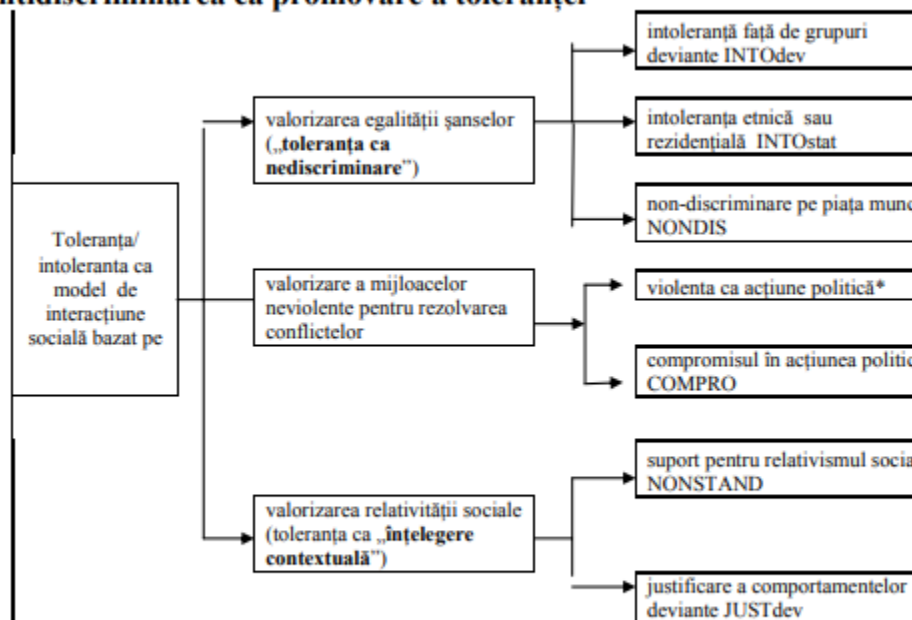 ntidiscriminarea ca promovare a toleranței
Toleranța/
intoleranta ca
model de
interacțiune
socială bazat pe
valorizarea egalității șanselor
(„toleranța ca
nediscriminare”)
valorizare a mijloacelor
neviolente pentru rezolvarea
conflictelor
valorizarea relativității sociale
(toleranța ca „înțelegere
contextuală”)
intoleranță față de grupuri
deviante INTOdev
intoleranța etnică sau
rezidențială INTOstat
non-discriminare pe piața munc
NONDIS
violenta ca acțiune politică*
compromisul în acțiunea politic
COMPRO
suport pentru relativismul socia
NONSTAND
justificare a comportamentelor
deviante JUSTdev